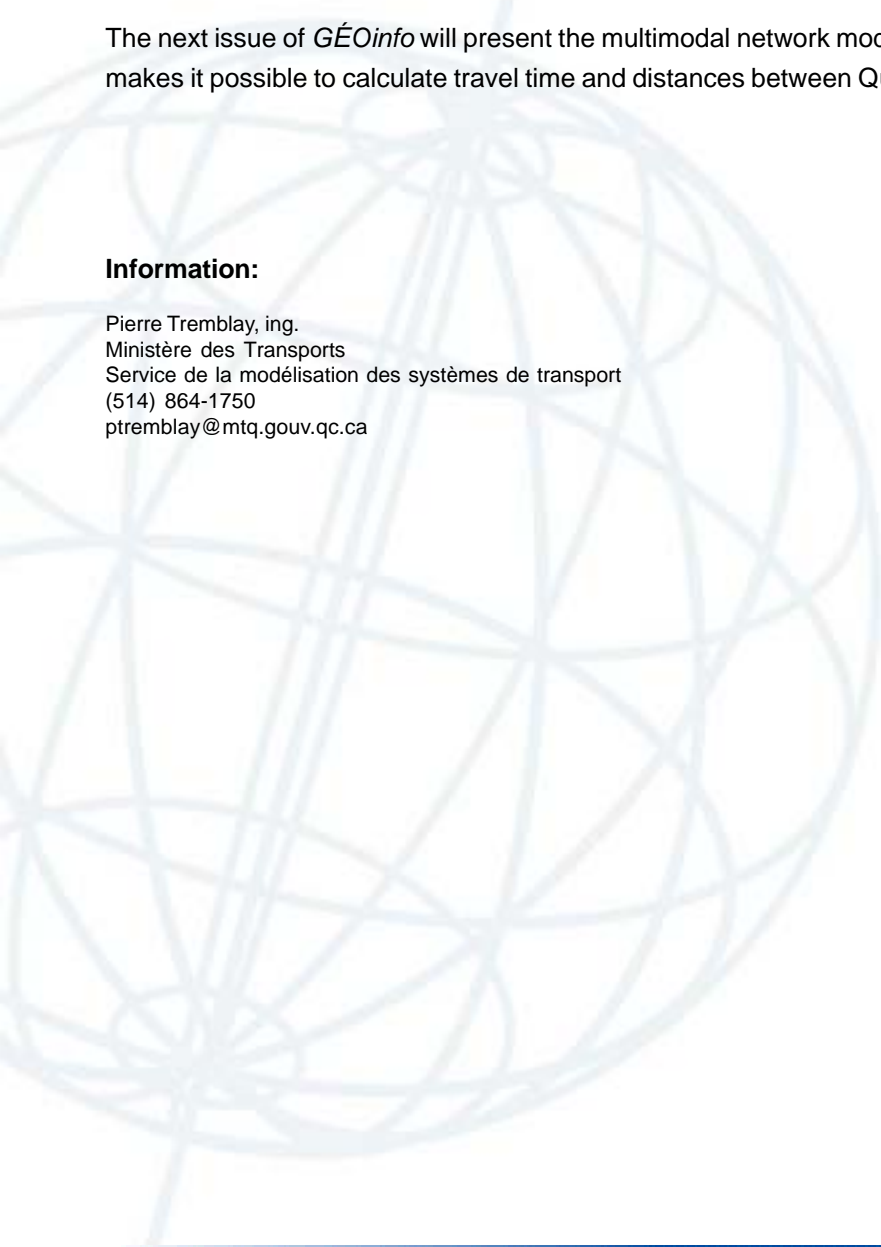 The next issue of GÉOinfo will present the multimodal network
makes it possible to calculate travel time and distances between
Information:
Pierre Tremblay, ing.
Ministère des Transports
Service de la modélisation des systèmes de transport
(514) 864-1750
ptremblay@mtq.gouv.qc.ca